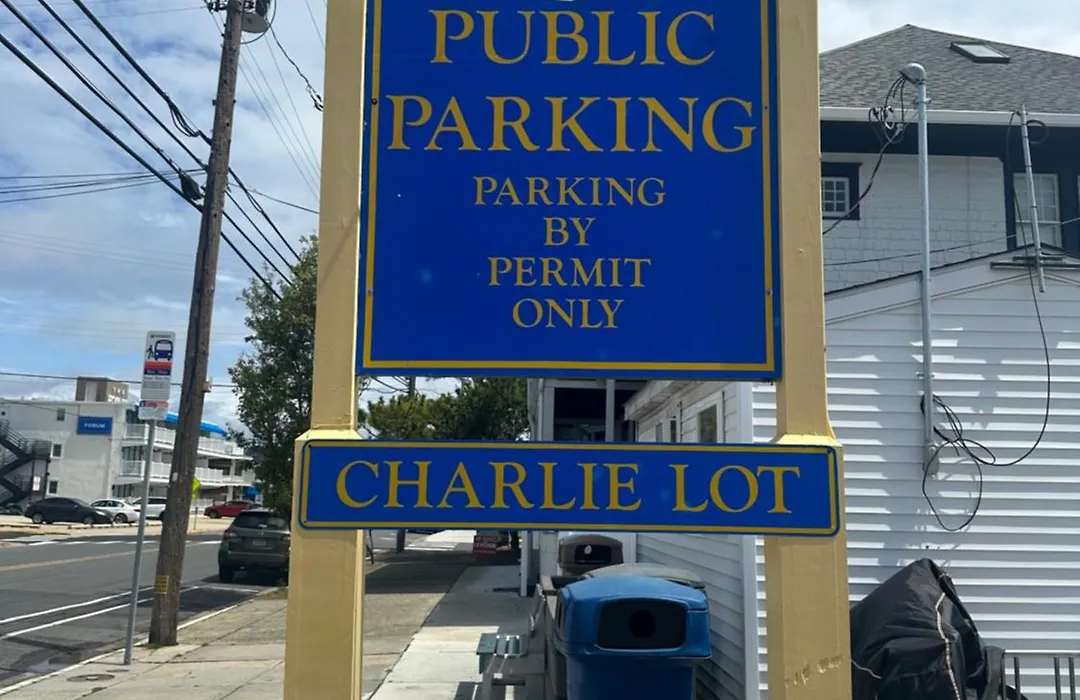 PUBLIC
PARKING
PARKING
BY
PERMIT
ONLY
CHARLIE LOT
FORUM